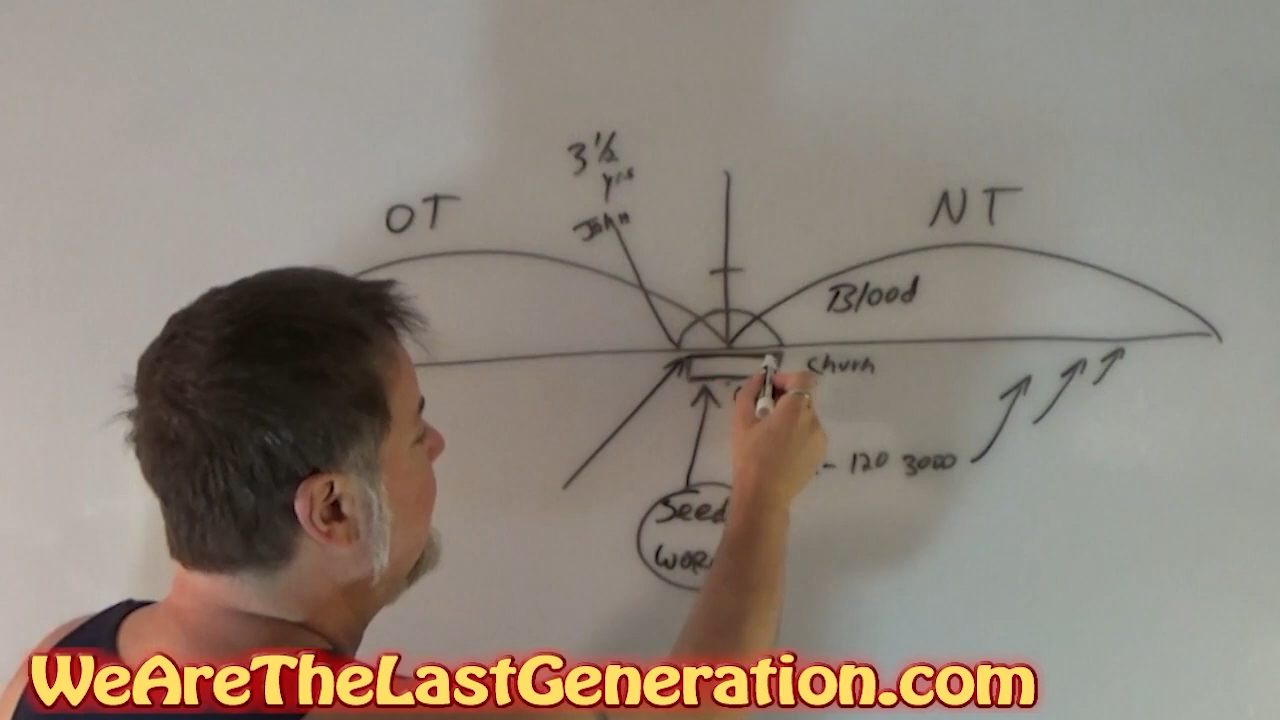 3½
yrs
John
OT
NT
Blood
Church
- 120 3000
Seed
WeAreTheLastGeneration.com